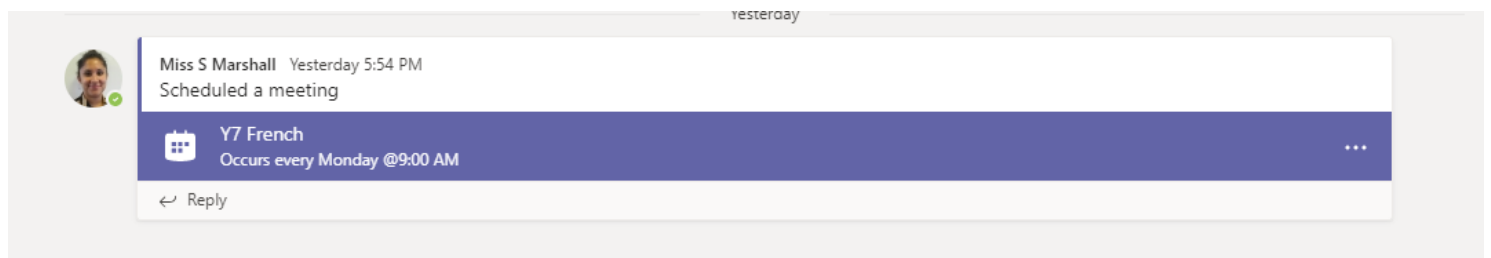 Yesterday
Miss S Marshall Yesterday 5:54 PM
Scheduled a meeting
Y7 French
Occurs every Monday @9:00 AM
Reply